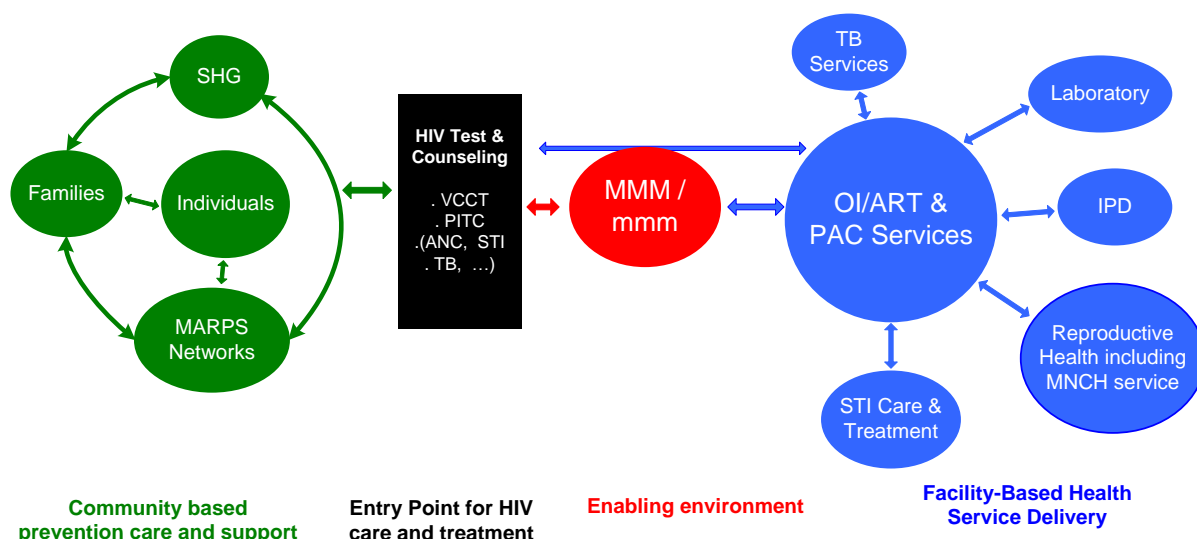 SHG
Families
Individuals
MARPS
Networks
HIV Test &
Counseling
. VCCT
. PITC
.(ANC, STI
. TB, ...)
MMM /
mmm
TB
Services
OI/ART &
PAC Services
Laboratory
IPD
Reproductive
Health including
MNCH service
STI Care &
Treatment
Community based
prevention care and support
Entry Point for HIV
care and treatment
Enabling environment
Facility-Based Health
Service Delivery